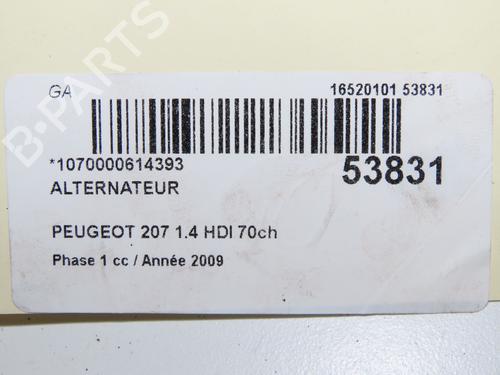 GA 16520101 53831
*1070000614393 53831
ALTERNATEUR
PEUGEOT 207 1.4 HDI 70ch
Phase 1 cc / Année 2009
B-PARTS